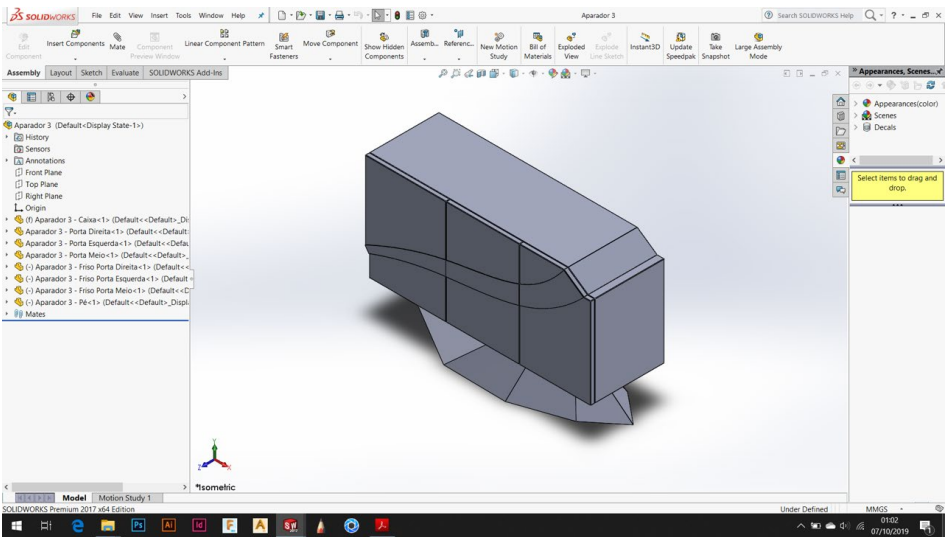 SOLIDWORKS File Edit View Insert Tools Window Help Aparador 3 Search SOLIDWORKS Help
Edit Component Insert Components Mate Component Preview Window Linear Component Pattern Smart Fasteners Move Component Show Hidden Components Assemb... Referenc... New Motion Study Bill of Materials Exploded View Explode Line Sketch Instant3D Update Speedpak Take Snapshot Large Assembly Mode
Assembly Layout Sketch Evaluate SOLIDWORKS Add-Ins
Appearances, Scenes...
Aparador 3 (Default<Display State-1>)
History
Sensors
Annotations
Front Plane
Top Plane
Right Plane
Origin
(f) Aparador 3 - Caixa<1> (Default<<Default>_Di
Aparador 3 - Porta Direita<1> (Default<<Default
Aparador 3 - Porta Esquerda<1> (Default<<Defau
Aparador 3 - Porta Meio<1> (Default<<Default>_
(-) Aparador 3 - Friso Porta Direita<1> (Default<<
(-) Aparador 3 - Friso Porta Esquerda<1> (Default
(-) Aparador 3 - Friso Porta Meio<1> (Default<<D
(-) Aparador 3 - Pé<1> (Default<<Default>_Displ
Mates
Appearances(color)
Scenes
Decals
Select items to drag and
drop.
Y
Z X
*Isometric
Model Motion Study 1
SOLIDWORKS Premium 2017 x64 Edition Under Defined MMGS
Ps Ai Id F A SW
01:02
07/10/2019